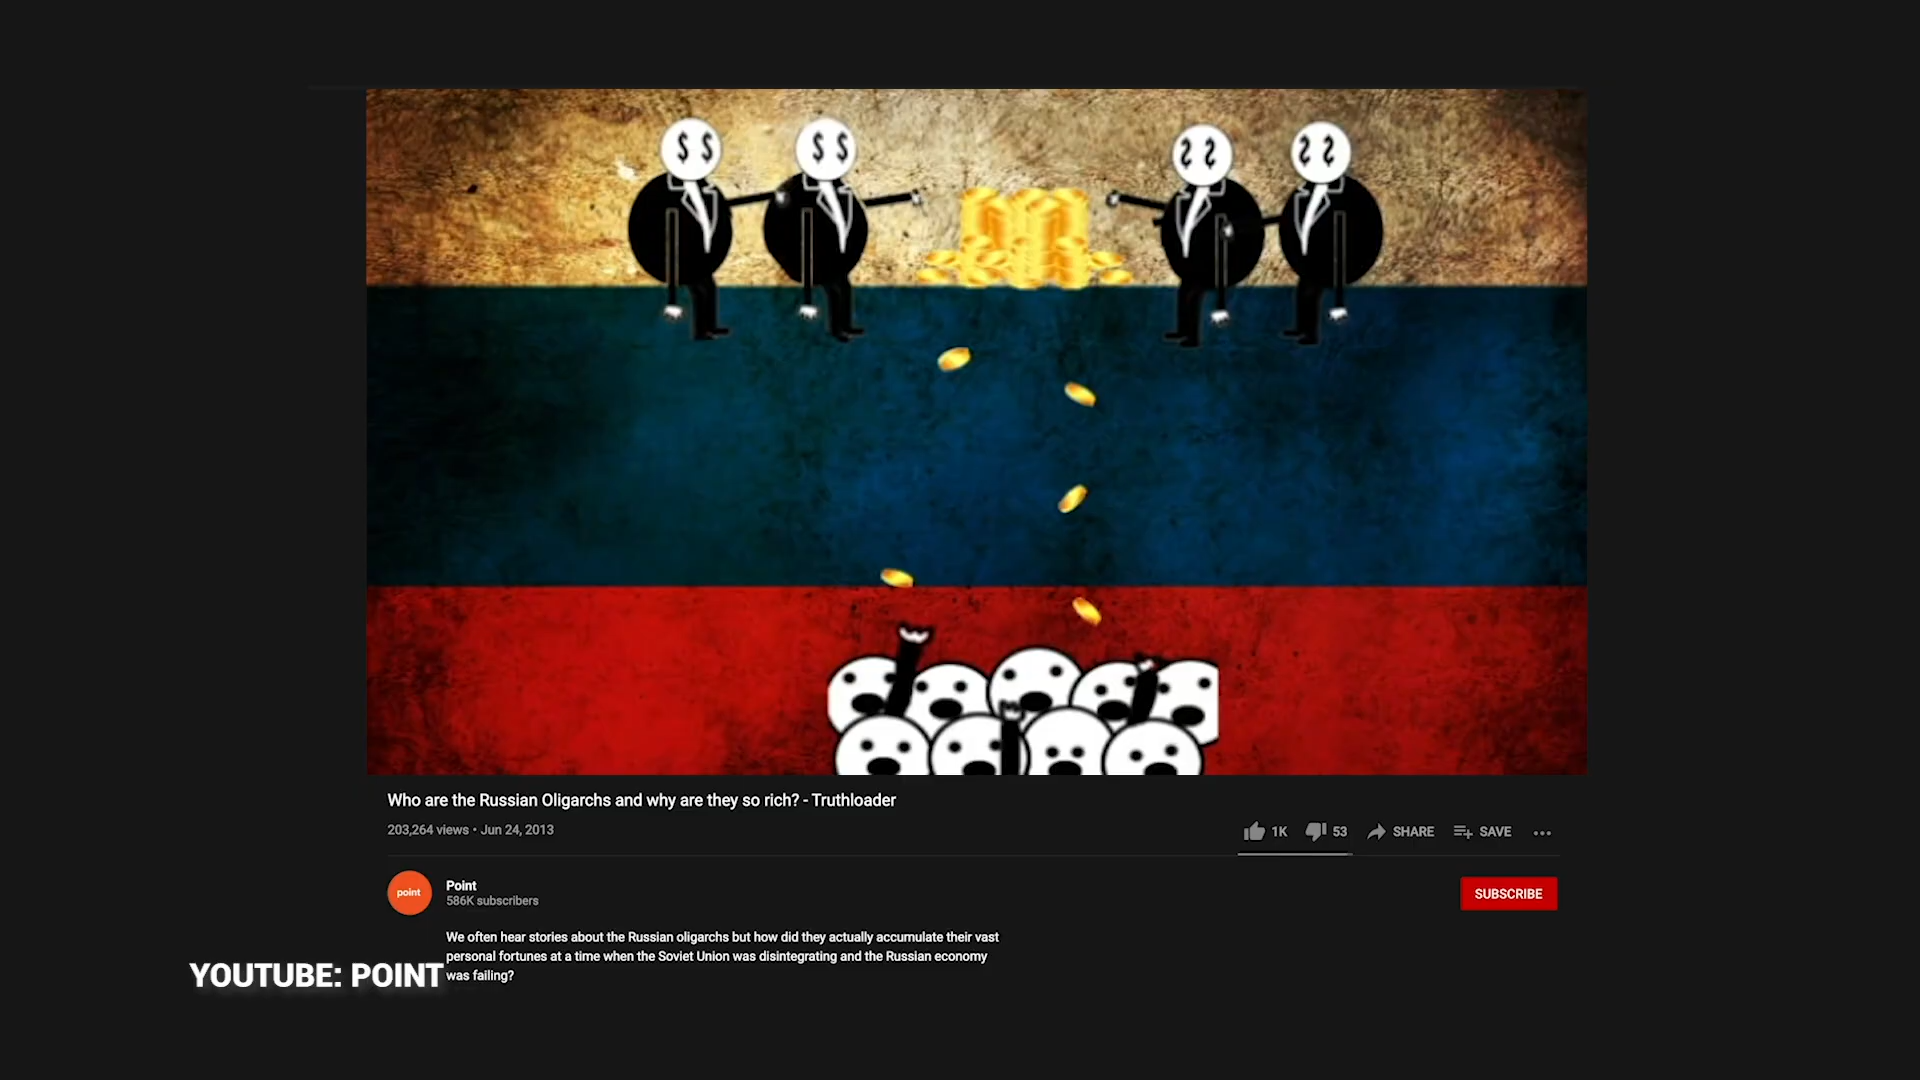 $ $
$ $
$ $
$ $
Who are the Russian Oligarchs and why are they so rich? - Truthloader
203,264 views • Jun 24, 2013
1K
53
SHARE
SAVE
point
Point
586K subscribers
SUBSCRIBE
We often hear stories about the Russian oligarchs but how did they actually accumulate their vast
personal fortunes at a time when the Soviet Union was disintegrating and the Russian economy
was failing?
YOUTUBE: POINT